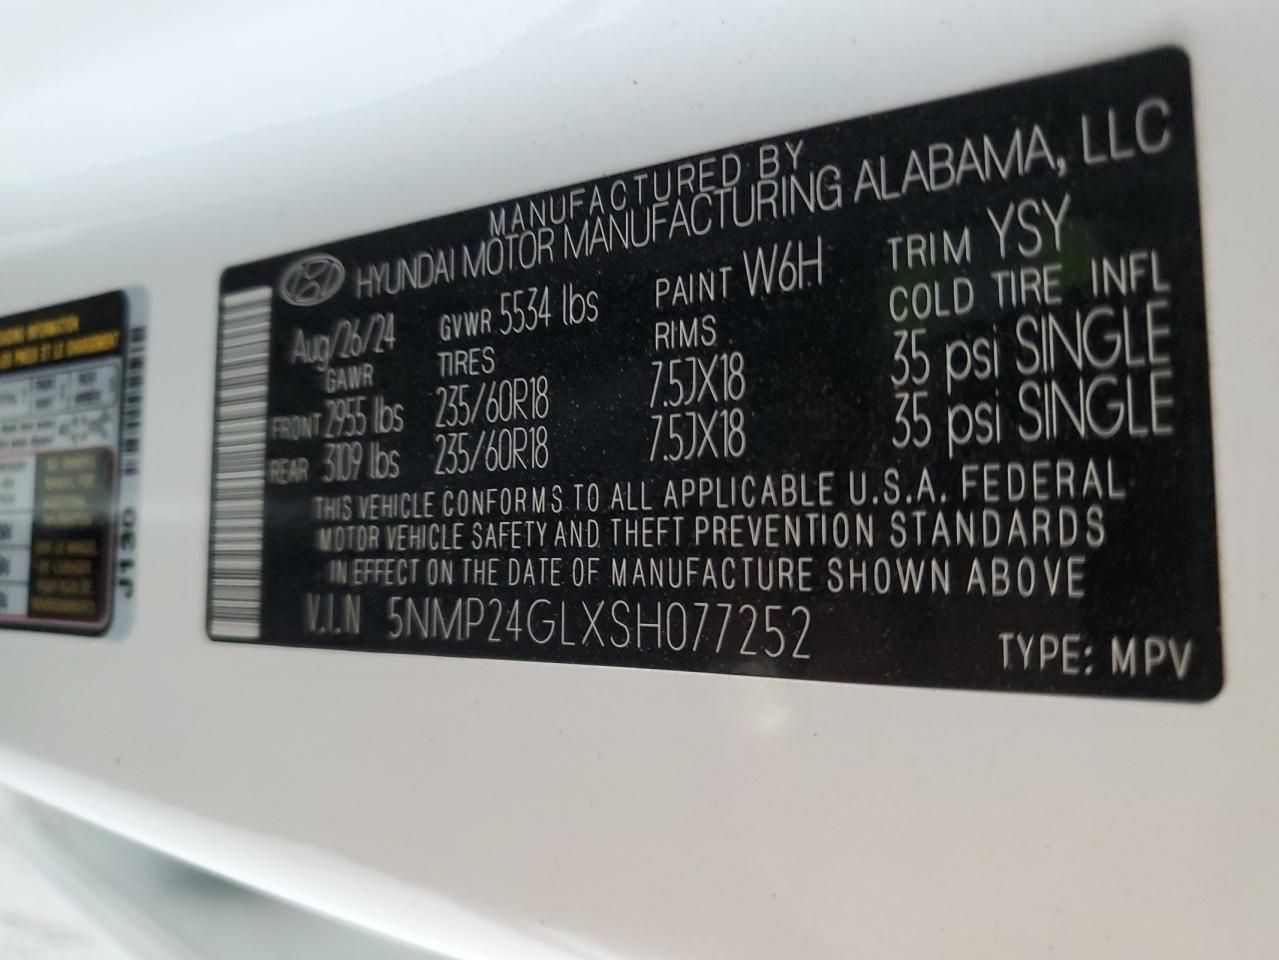 MANUFACTURED BY
HYUNDAI MOTOR MANUFACTURING ALABAMA, LLC
Aug/26/24 GVWR 5534 lbs PAINT W6H TRIM YSY
GAWR TIRES RIMS COLD TIRE INFL
FRONT 2955 lbs 235/60R18 7.5JX18 35 psi SINGLE
REAR 3109 lbs 235/60R18 7.5JX18 35 psi SINGLE
THIS VEHICLE CONFORMS TO ALL APPLICABLE U.S.A. FEDERAL
MOTOR VEHICLE SAFETY AND THEFT PREVENTION STANDARDS
IN EFFECT ON THE DATE OF MANUFACTURE SHOWN ABOVE
V.I.N 5NMP24GLXSH077252
TYPE: MPV
INFORMATION
J1130